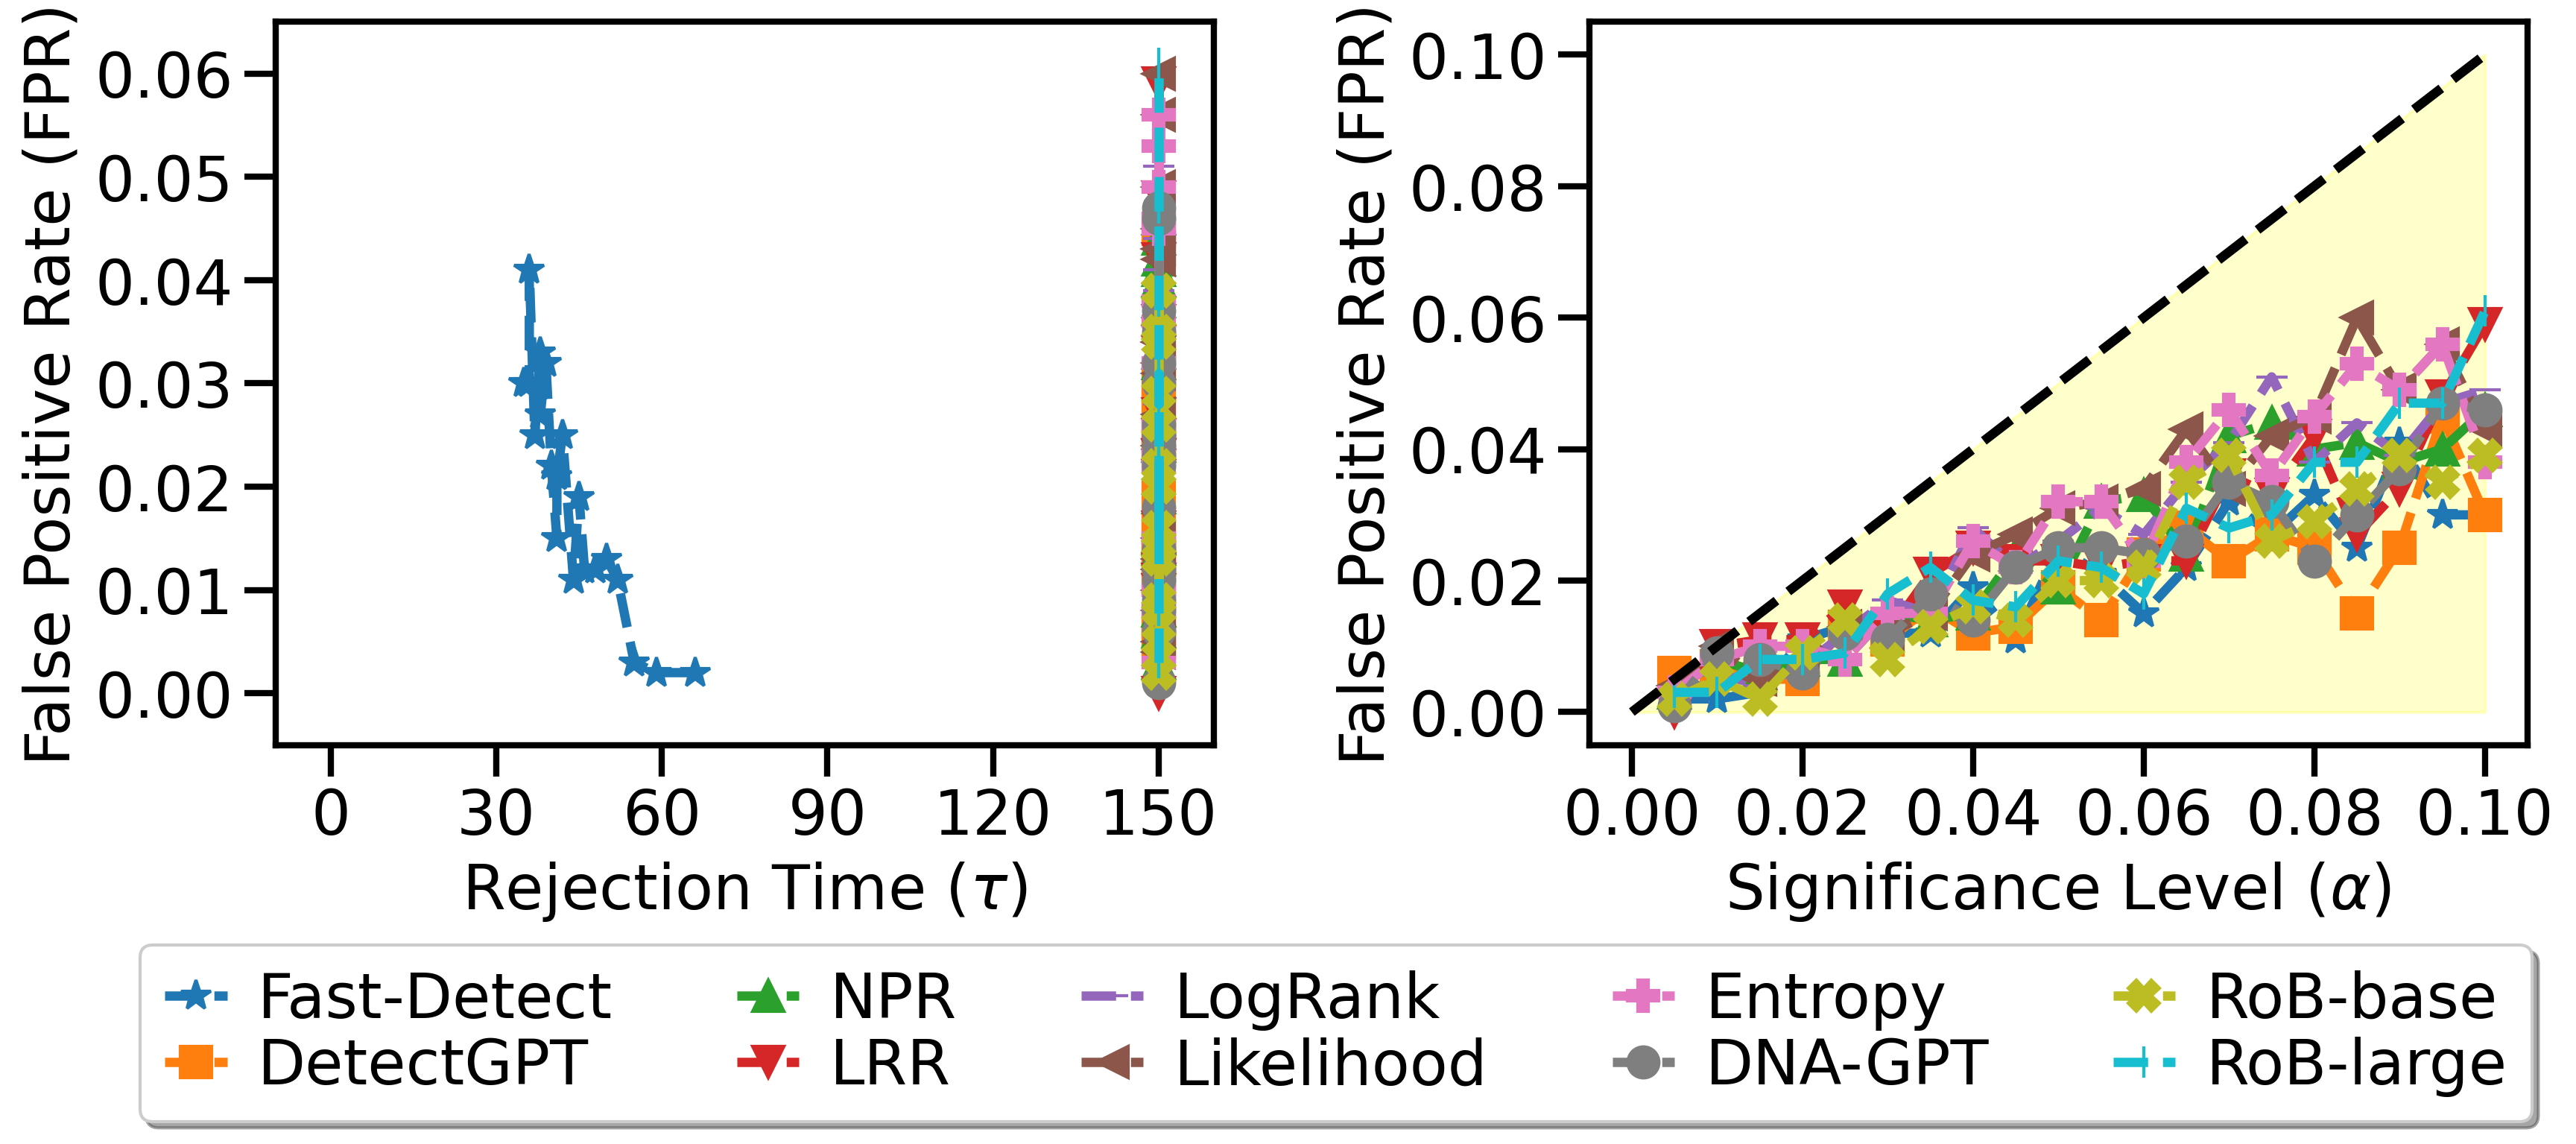 False Positive Rate (FPR)
0.06
0.05
0.04
0.03
0.02
0.01
0.00
0 30 60 90 120 150
Rejection Time (τ)
False Positive Rate (FPR)
0.10
0.08
0.06
0.04
0.02
0.00
0.00 0.02 0.04 0.06 0.08 0.10
Significance Level (α)
Fast-Detect NPR LogRank Entropy RoB-base
DetectGPT LRR Likelihood DNA-GPT RoB-large